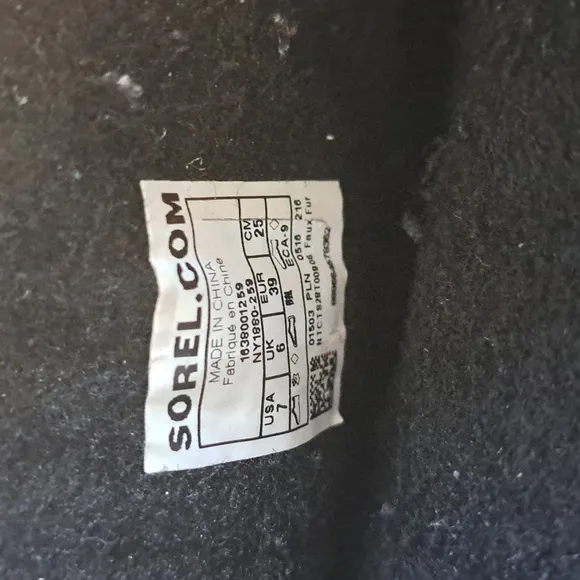 SOREL.COM
MADE IN CHINA
Fabriqué en Chine
1638001259
NY1880-259
USA UK EUR CM
7 6 39 25
ECA-9
01503 PLN 0516 216
Faux Fur